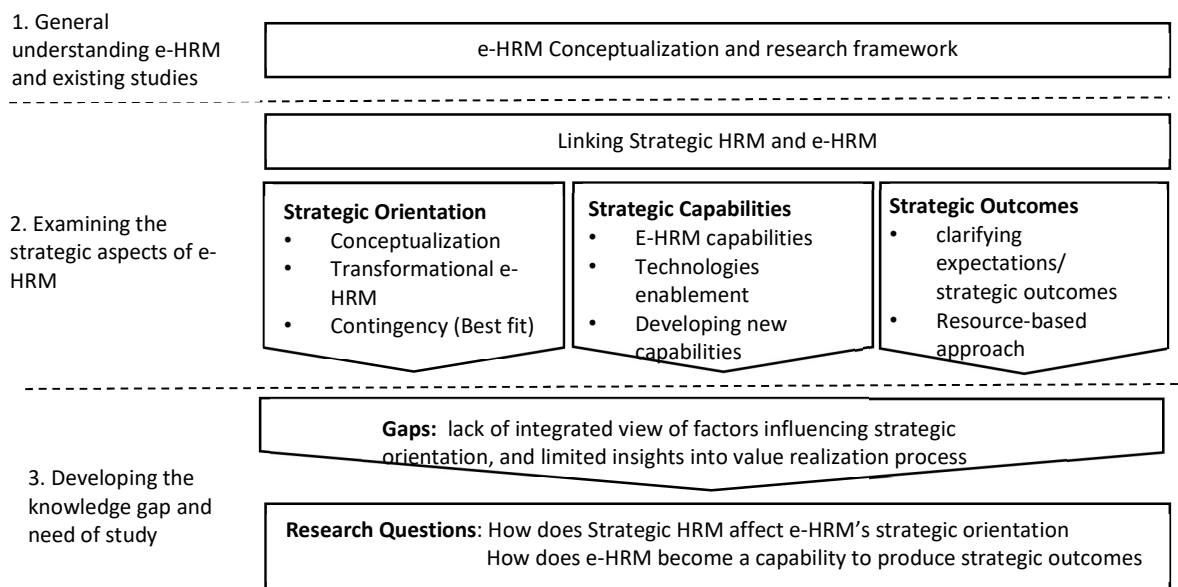 1. General
understanding e-HRM
and existing studies
e-HRM Conceptualization and research framework
Linking Strategic HRM and e-HRM
2. Examining the
strategic aspects of e-
HRM
Strategic Orientation
• Conceptualization
• Transformational e-
HRM
• Contingency (Best fit)
Strategic Capabilities
• E-HRM capabilities
• Technologies
enablement
• Developing new
capabilities
Strategic Outcomes
• clarifying
expectations/
strategic outcomes
• Resource-based
approach
3. Developing the
knowledge gap and
need of study
Gaps: lack of integrated view of factors influencing strategic
orientation, and limited insights into value realization process
Research Questions: How does Strategic HRM affect e-HRM's strategic orientation
How does e-HRM become a capability to produce strategic outcomes